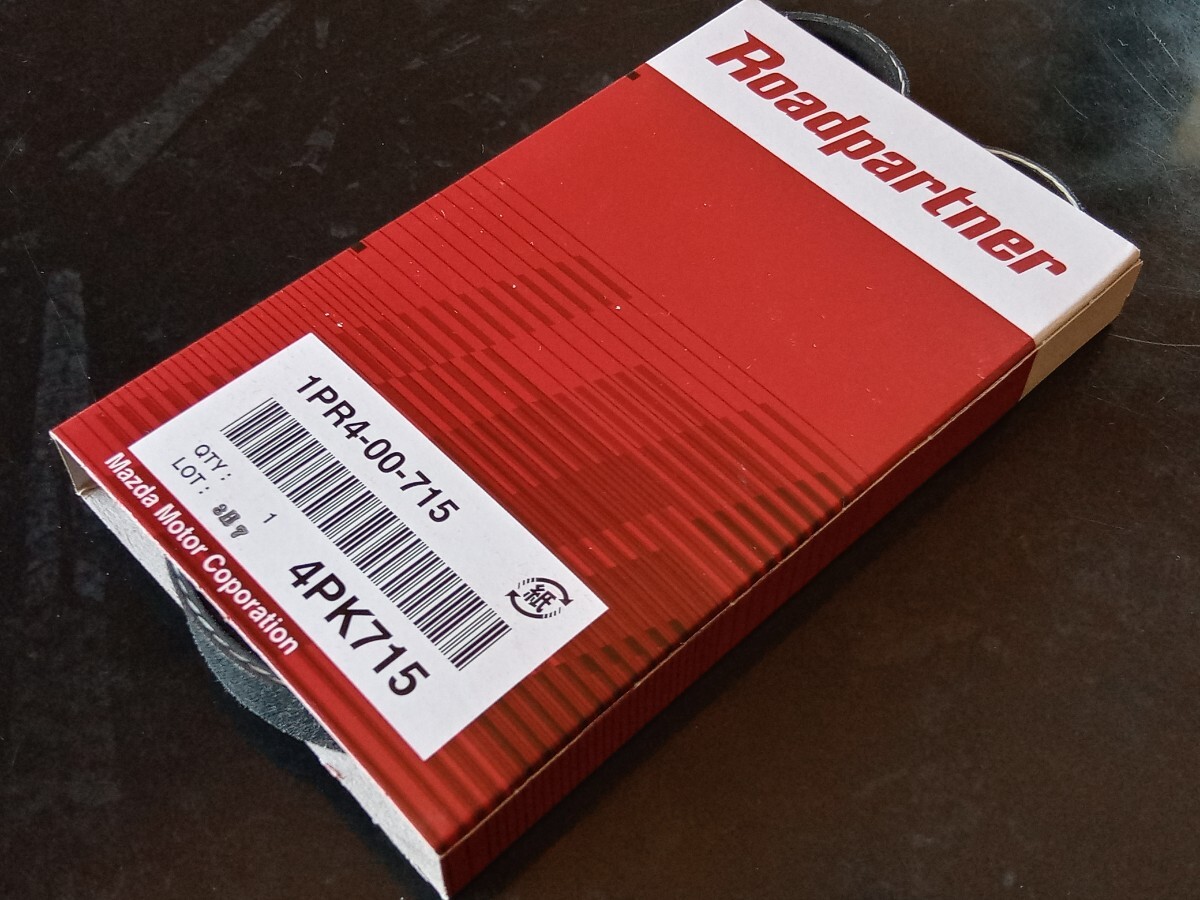 Roadpartner
1PR4-00-715
QTY: 1
LOT:
4PK715
紙
Mazda Motor Coporation